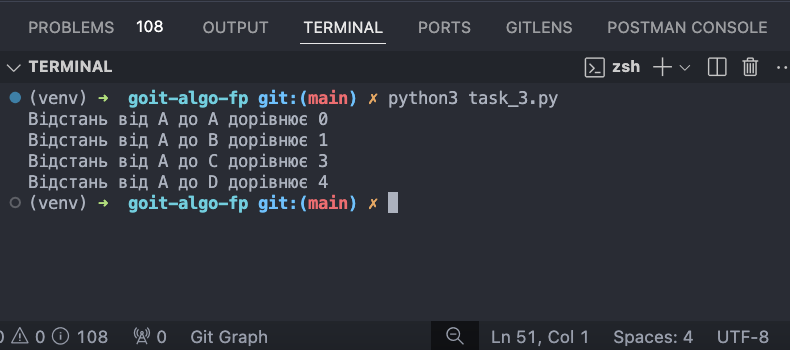 PROBLEMS 108 OUTPUT TERMINAL PORTS GITLENS POSTMAN CONSOLE
TERMINAL zsh
(venv) ➜ goit-algo-fp git:(main) ✗ python3 task_3.py
Відстань від A до A дорівнює 0
Відстань від A до B дорівнює 1
Відстань від A до C дорівнює 3
Відстань від A до D дорівнює 4
(venv) ➜ goit-algo-fp git:(main) ✗
0 0 108 0 Git Graph Ln 51, Col 1 Spaces: 4 UTF-8